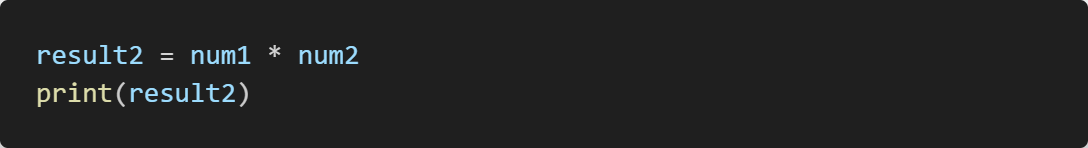 result2 = num1 * num2
print(result2)